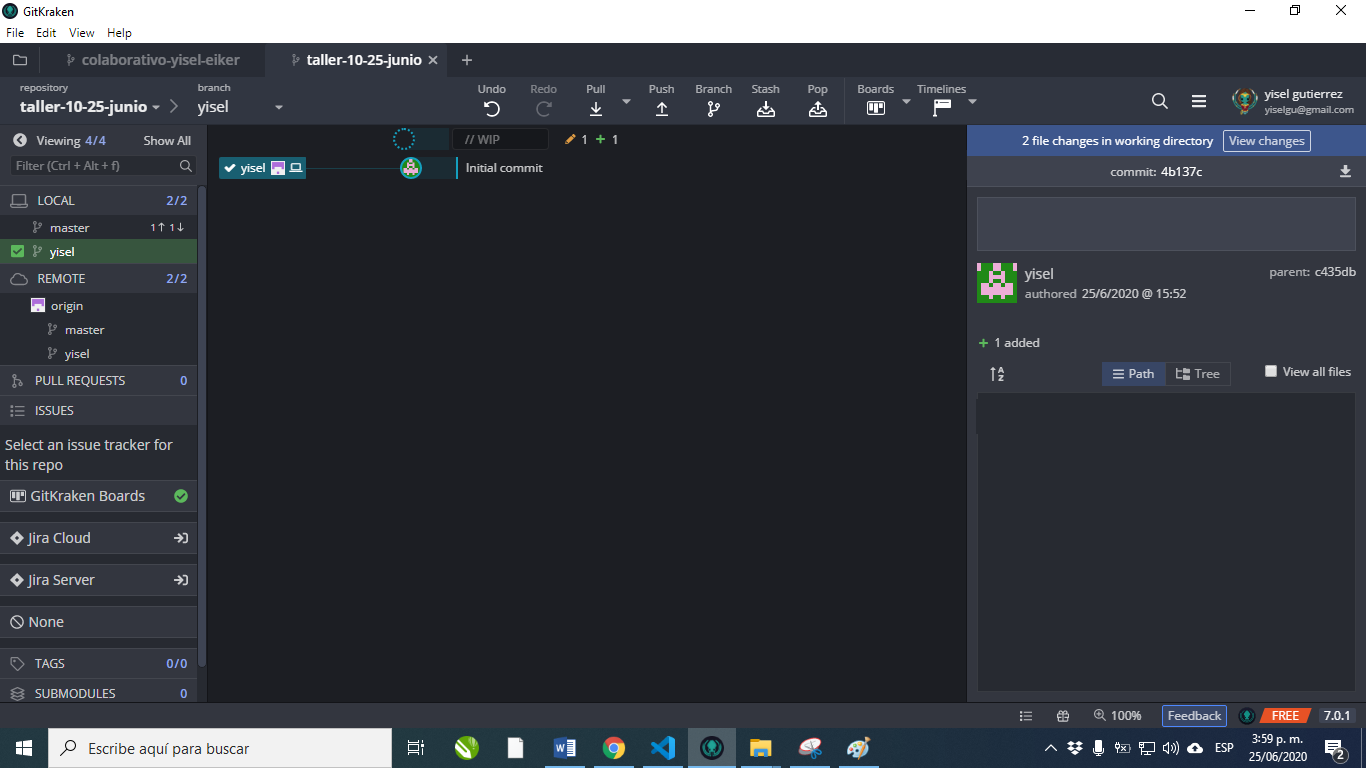 GitKraken
File Edit View Help
colaborativo-yisel-eiker
taller-10-25-junio
repository
taller-10-25-junio
branch
yisel
Undo
Redo
Pull
Push
Branch
Stash
Pop
Boards
Timelines
yisel gutierrez
yiselgu@gmail.com
Viewing 4/4 Show All
Filter (Ctrl + Alt + f)
LOCAL 2/2
master 1↑ 1↓
yisel
REMOTE 2/2
origin
master
yisel
PULL REQUESTS 0
ISSUES
Select an issue tracker for
this repo
GitKraken Boards
Jira Cloud
Jira Server
None
TAGS 0/0
SUBMODULES 0
// WIP 1 + 1
yisel Initial commit
2 file changes in working directory View changes
commit: 4b137c
yisel
authored 25/6/2020 @ 15:52
parent: c435db
+ 1 added
A
Z
Path Tree
View all files
100% Feedback FREE 7.0.1
Escribe aquí para buscar
ESP
3:59 p. m.
25/06/2020
2